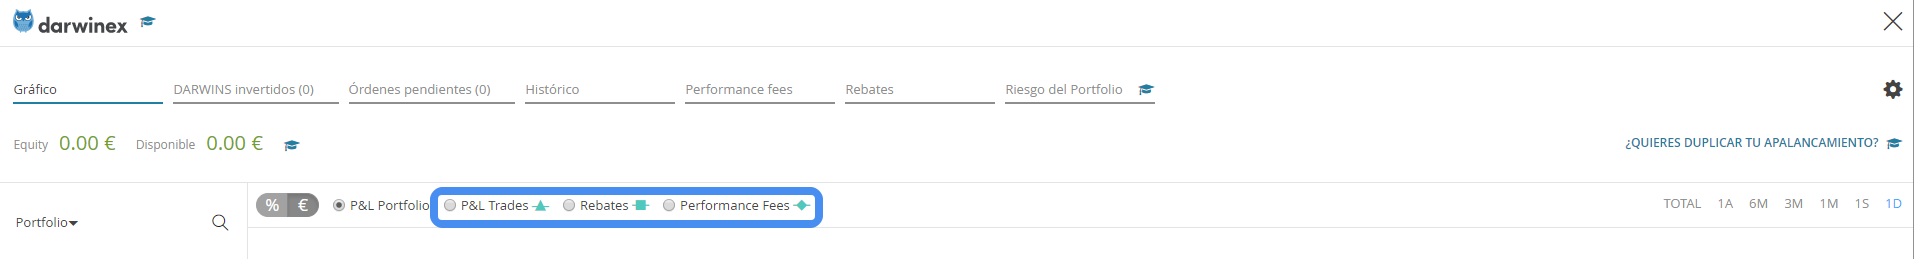 darwinex
Gráfico DARWINS invertidos (0) Órdenes pendientes (0) Histórico Performance fees Rebates Riesgo del Portfolio
Equity 0.00 € Disponible 0.00 € ¿QUIERES DUPLICAR TU APALANCAMIENTO?
% € P&L Portfolio P&L Trades Rebates Performance Fees TOTAL 1A 6M 3M 1M 1S 1D
Portfolio